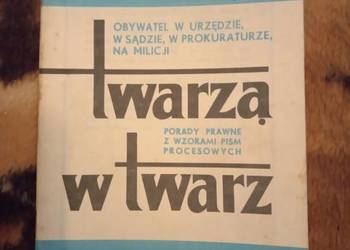 OBYWATEL W URZĘDZIE,
W SĄDZIE, W PROKURATURZE,
NA MILICJI
twarzą
PORADY PRAWNE
Z WZORAMI PISM
PROCESOWYCH
w twarz